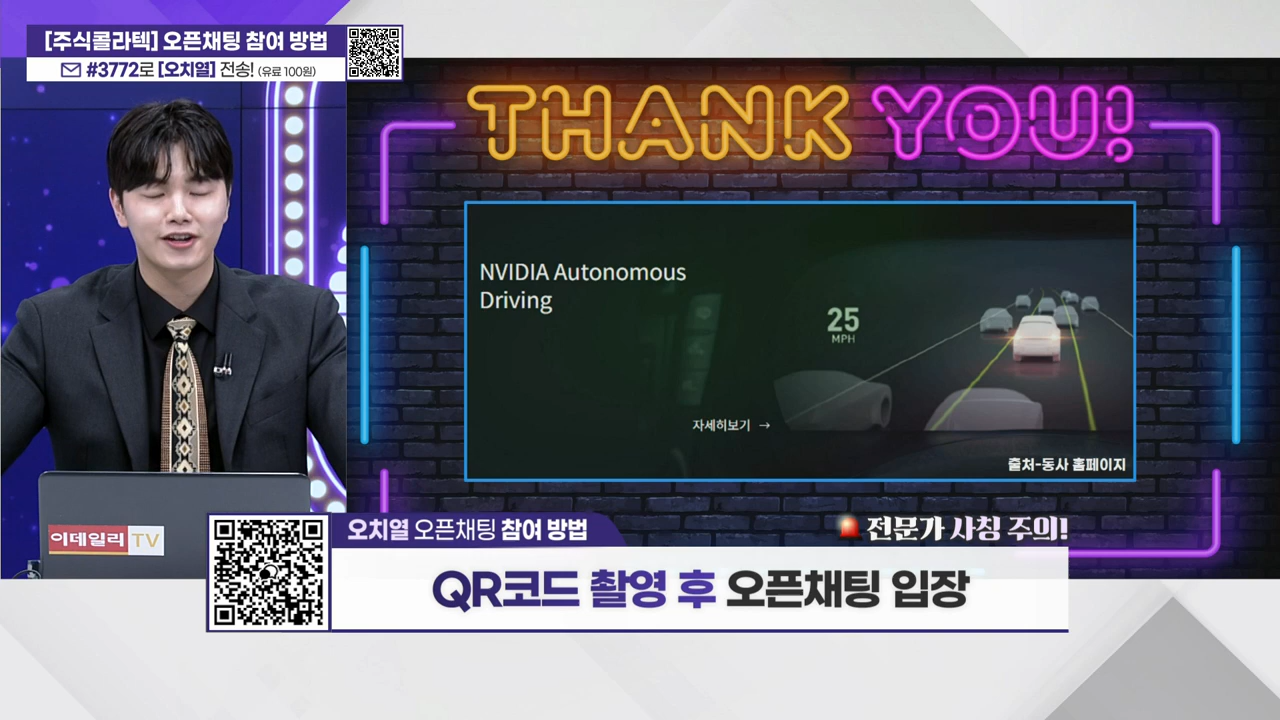 [주식콜라텍] 오픈채팅 참여 방법
#3772로 [오치열] 전송! (유료 100원)
THANK YOU!
NVIDIA Autonomous
Driving
25
MPH
자세히보기 →
출처-동사 홈페이지
이데일리 TV
오치열 오픈채팅 참여 방법
전문가 사칭 주의!
QR코드 촬영 후 오픈채팅 입장